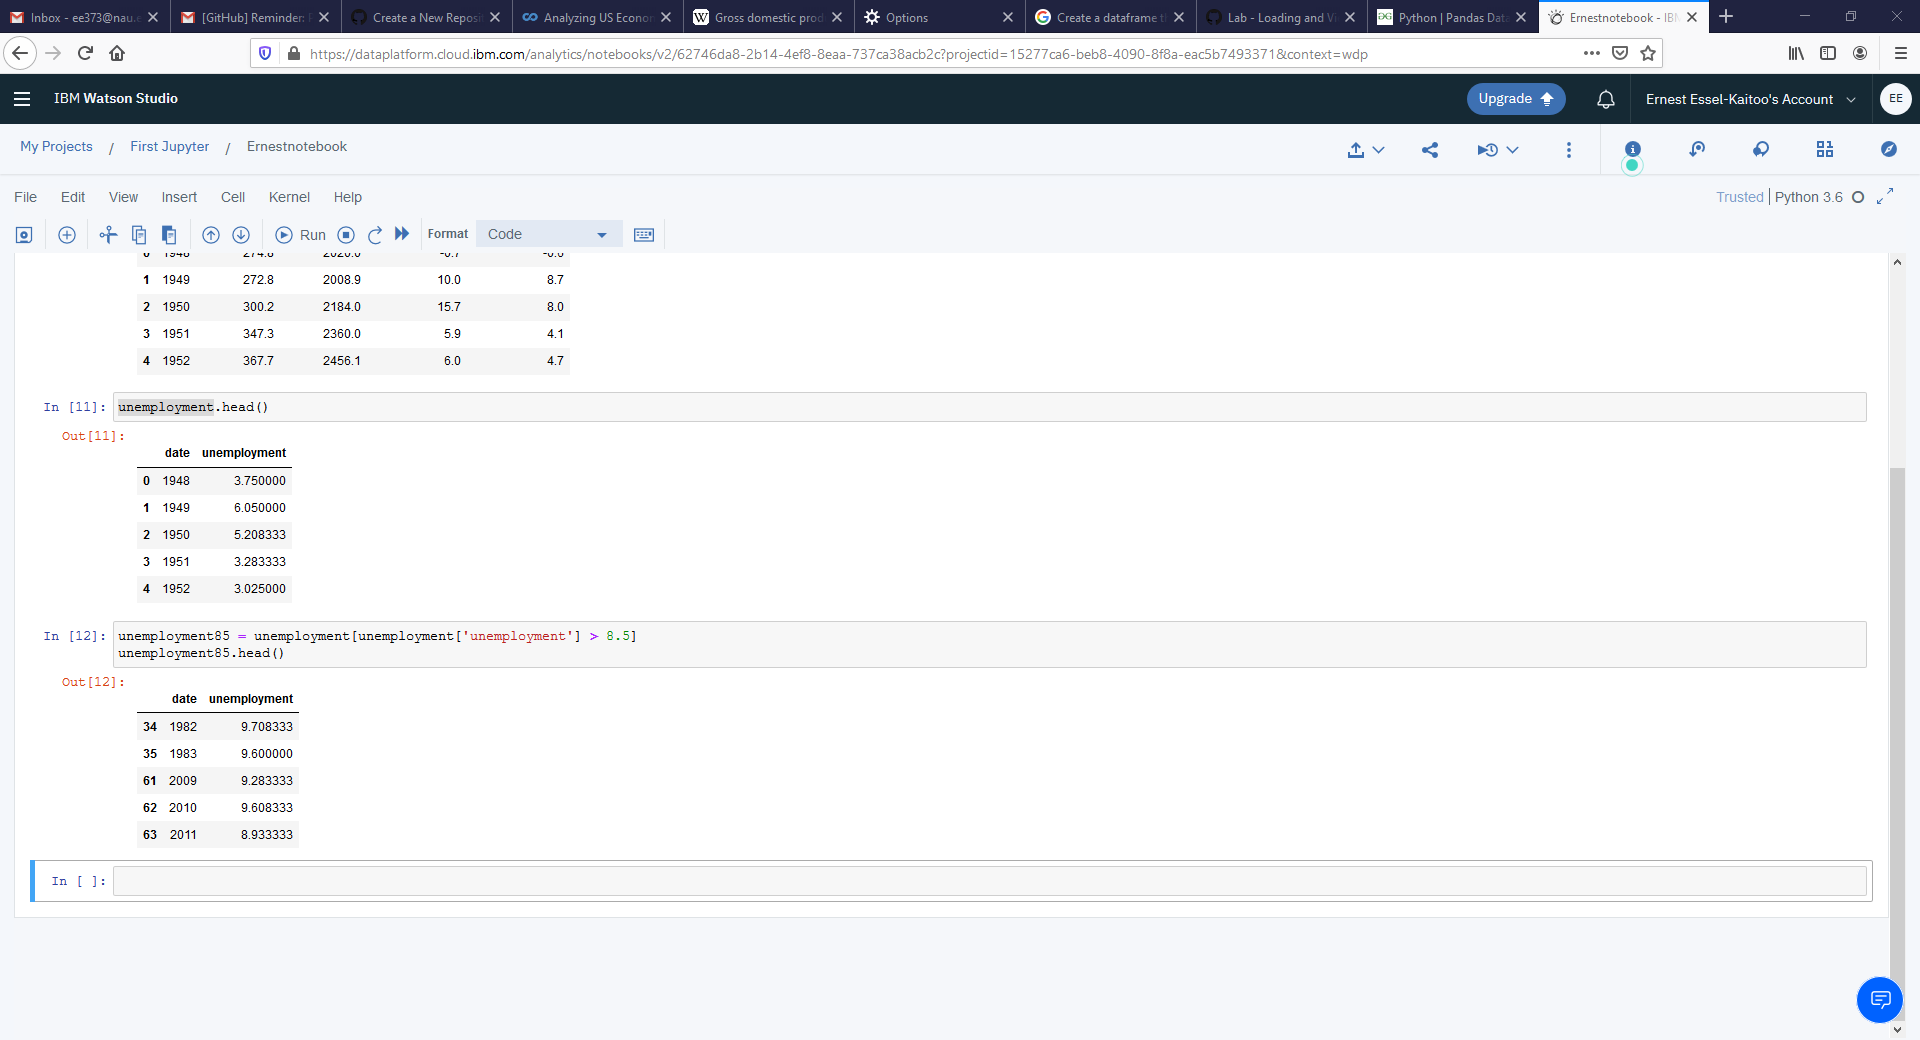 Inbox - ee373@nau.e
[GitHub] Reminder:
Create a New Reposit
Analyzing US Econor
Gross domestic prod
Options
Create a dataframe t
Lab - Loading and Vi
Python | Pandas Data
Ernestnotebook - IBM
https://dataplatform.cloud.ibm.com/analytics/notebooks/v2/62746da8-2b14-4ef8-8eaa-737ca38acb2c?projectid=15277ca6-beb8-4090-8f8a-eac5b7493371&context=wdp
IBM Watson Studio
Upgrade
Ernest Essel-Kaitoo's Account
EE
My Projects / First Jupyter / Ernestnotebook
File Edit View Insert Cell Kernel Help
Trusted | Python 3.6
Run
Format
Code
0 1948 274.8 2020.0 -0.7 -0.6
1 1949 272.8 2008.9 10.0 8.7
2 1950 300.2 2184.0 15.7 8.0
3 1951 347.3 2360.0 5.9 4.1
4 1952 367.7 2456.1 6.0 4.7
In [11]: unemployment.head()
Out[11]:
date unemployment
0 1948 3.750000
1 1949 6.050000
2 1950 5.208333
3 1951 3.283333
4 1952 3.025000
In [12]: unemployment85 = unemployment[unemployment['unemployment'] > 8.5]
unemployment85.head()
Out[12]:
date unemployment
34 1982 9.708333
35 1983 9.600000
61 2009 9.283333
62 2010 9.608333
63 2011 8.933333
In [ ]: